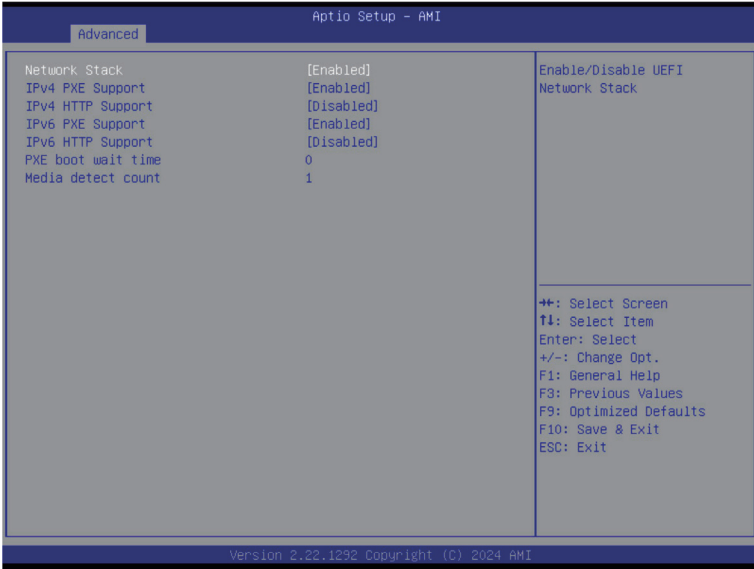 Aptio Setup – AMI
Advanced
Network Stack [Enabled]
IPv4 PXE Support [Enabled]
IPv4 HTTP Support [Disabled]
IPv6 PXE Support [Enabled]
IPv6 HTTP Support [Disabled]
PXE boot wait time 0
Media detect count 1
Enable/Disable UEFI
Network Stack
→←: Select Screen
↑↓: Select Item
Enter: Select
+/-: Change Opt.
F1: General Help
F3: Previous Values
F9: Optimized Defaults
F10: Save & Exit
ESC: Exit
Version 2.22.1292 Copyright (C) 2024 AMI